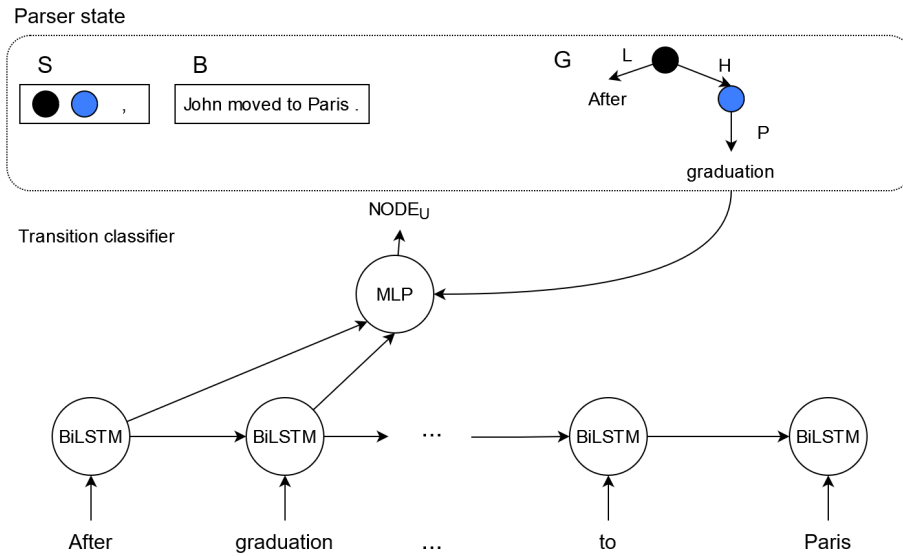 Parser state
S
B
G
L
H
After
P
graduation
,
John moved to Paris .
NODE_U
Transition classifier
MLP
BiLSTM BiLSTM ... BiLSTM BiLSTM
After graduation ... to Paris